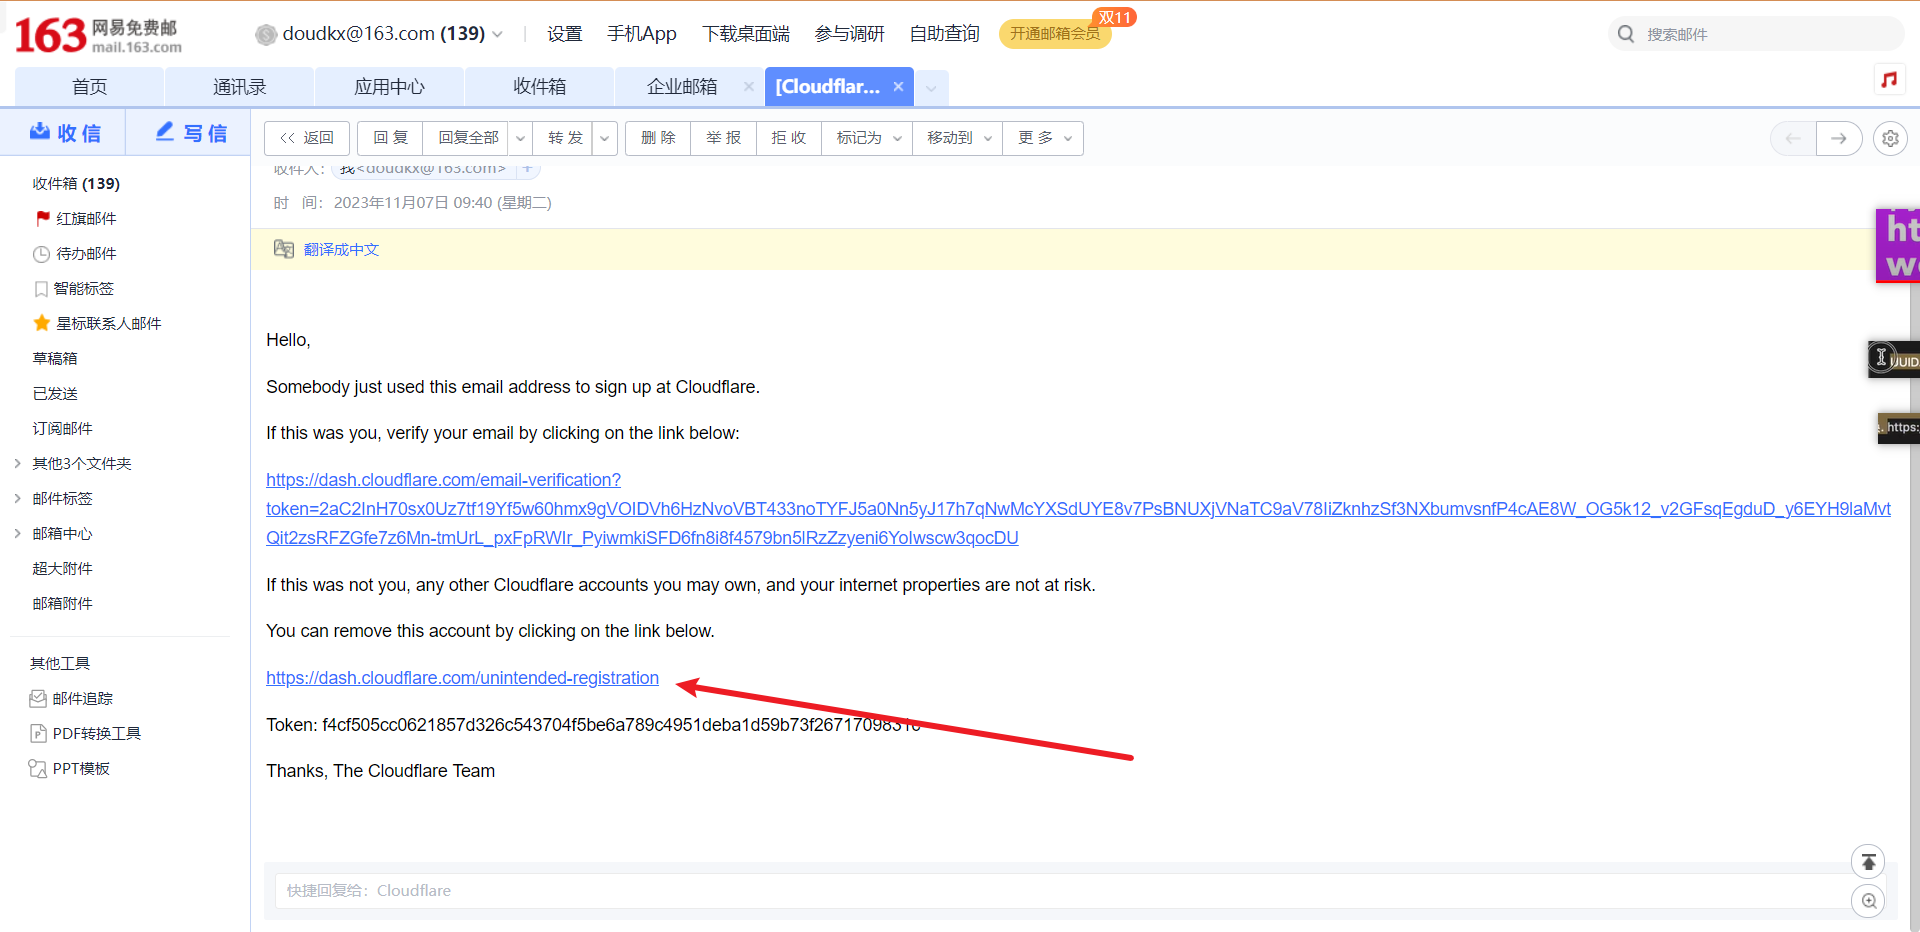 163 网易免费邮
mail.163.com
doudkx@163.com (139)
设置
手机App
下载桌面端
参与调研
自助查询
开通邮箱会员
双11
搜索邮件
首页
通讯录
应用中心
收件箱
企业邮箱
[Cloudflar...
收信
写信
<< 返回
回复
回复全部
转发
删除
举报
拒收
标记为
移动到
更多
收件箱 (139)
红旗邮件
待办邮件
智能标签
星标联系人邮件
草稿箱
已发送
订阅邮件
其他3个文件夹
邮件标签
邮箱中心
超大附件
邮箱附件
其他工具
邮件追踪
PDF转换工具
PPT模板
收件人： 我<doudkx@163.com> +
时 间： 2023年11月07日 09:40 (星期二)
翻译成中文
Hello,
Somebody just used this email address to sign up at Cloudflare.
If this was you, verify your email by clicking on the link below:
https://dash.cloudflare.com/email-verification?
token=2aC2InH70sx0Uz7tf19Yf5w60hmx9gVOIDVh6HzNvoVBT433noTYFJ5a0Nn5yJ17h7qNwMcYXSdUYE8v7PsBNUXjVNaTC9aV78IiZknhzSf3NXbumvsnfP4cAE8W_OG5k12_v2GFsqEgduD_y6EYH9laMvt
Qit2zsRFZGfe7z6Mn-tmUrL_pxFpRWIr_PyiwmkiSFD6fn8i8f4579bn5lRzZzyeni6YoIwscw3qocDU
If this was not you, any other Cloudflare accounts you may own, and your internet properties are not at risk.
You can remove this account by clicking on the link below.
https://dash.cloudflare.com/unintended-registration
Token: f4cf505cc0621857d326c543704f5be6a789c4951deba1d59b73f26717098310
Thanks, The Cloudflare Team
快捷回复给：Cloudflare
ht
we
UUID
https: